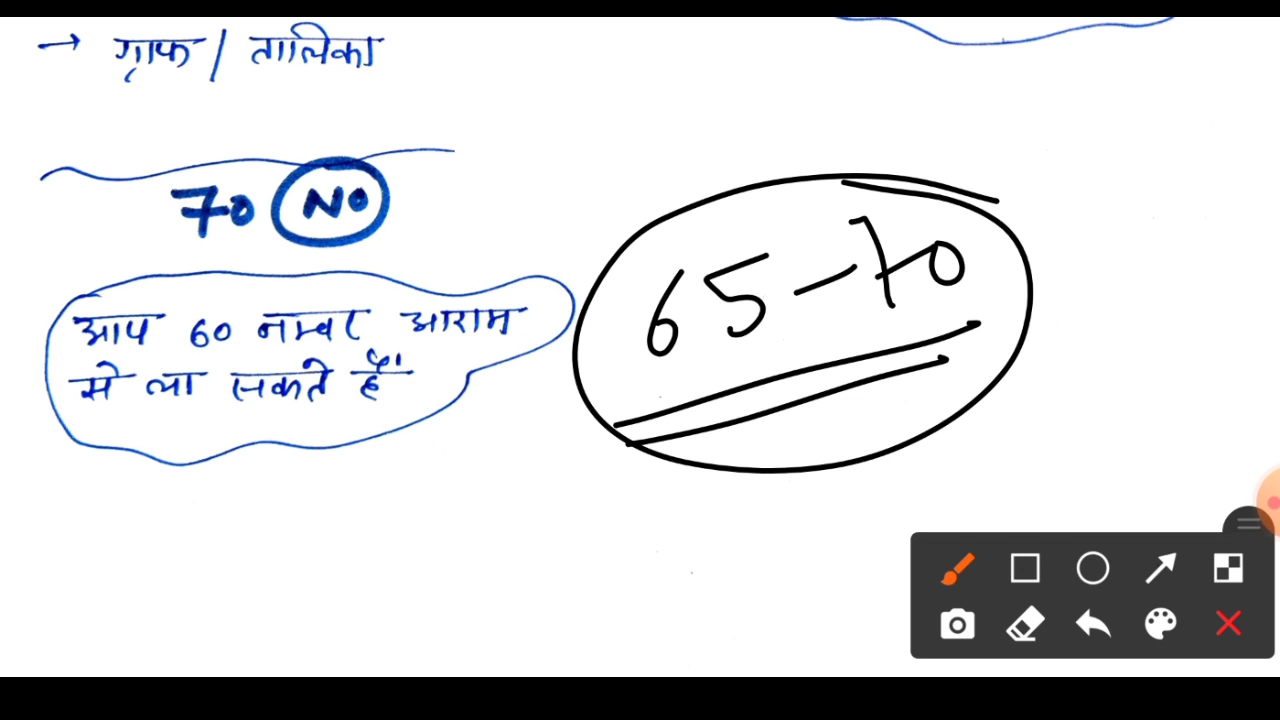 → ग्राफ / तालिका
70 NO
65-70
आप 60 नम्बर आराम
से ला सकते हैं।